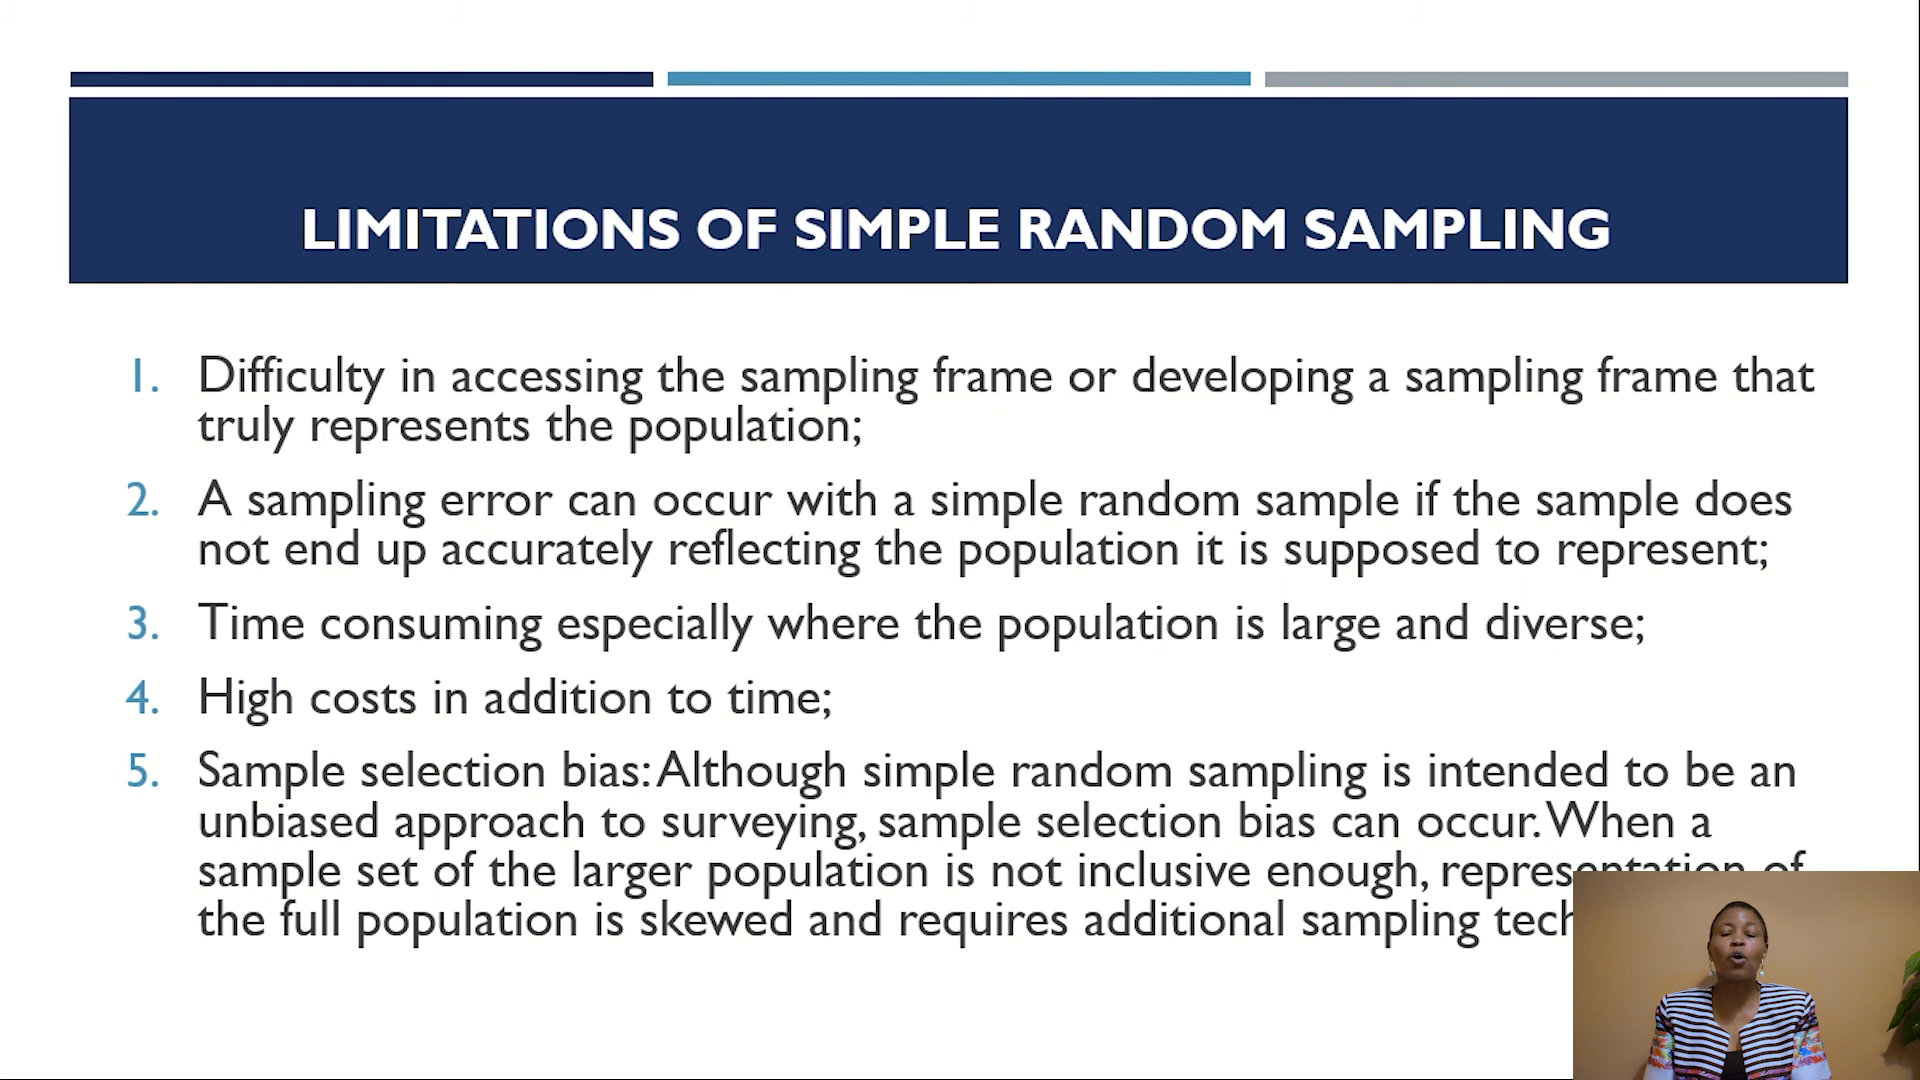 LIMITATIONS OF SIMPLE RANDOM SAMPLING
1. Difficulty in accessing the sampling frame or developing a sampling frame that
truly represents the population;
2. A sampling error can occur with a simple random sample if the sample does
not end up accurately reflecting the population it is supposed to represent;
3. Time consuming especially where the population is large and diverse;
4. High costs in addition to time;
5. Sample selection bias: Although simple random sampling is intended to be an
unbiased approach to surveying, sample selection bias can occur. When a
sample set of the larger population is not inclusive enough, representation of
the full population is skewed and requires additional sampling